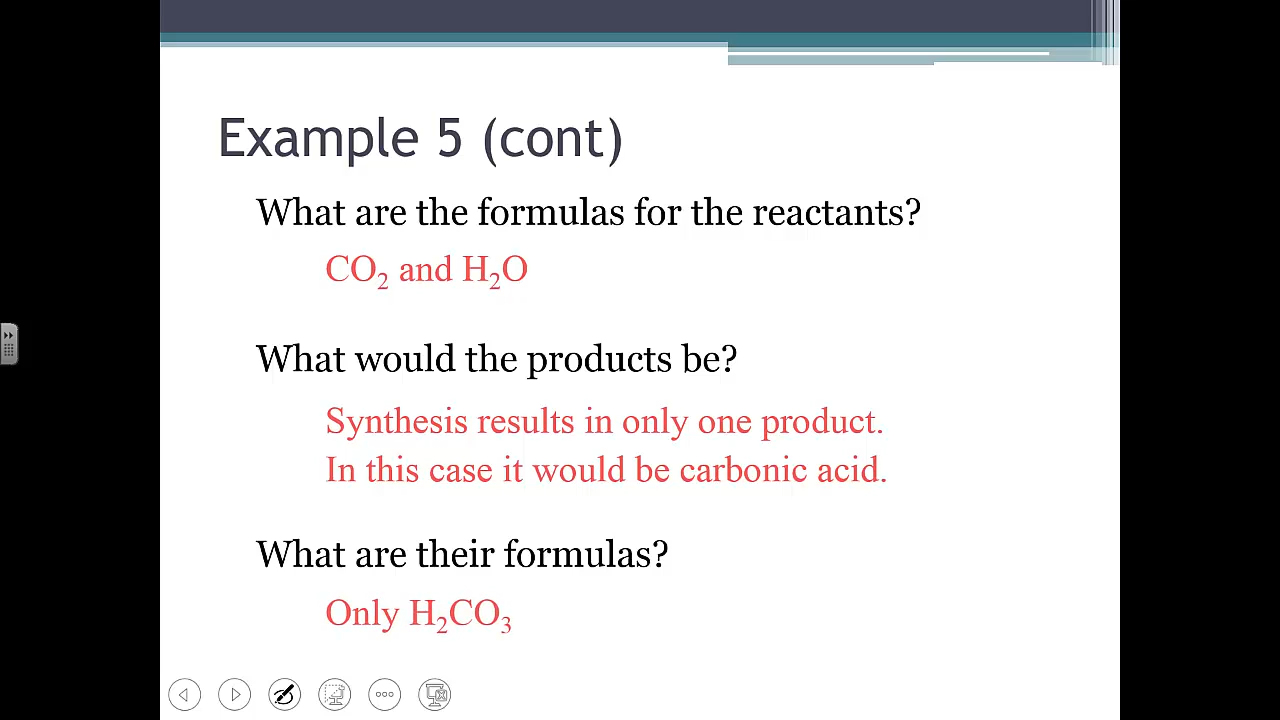 Example 5 (cont)
What are the formulas for the reactants?
CO₂ and H₂O
What would the products be?
Synthesis results in only one product.
In this case it would be carbonic acid.
What are their formulas?
Only H₂CO₃